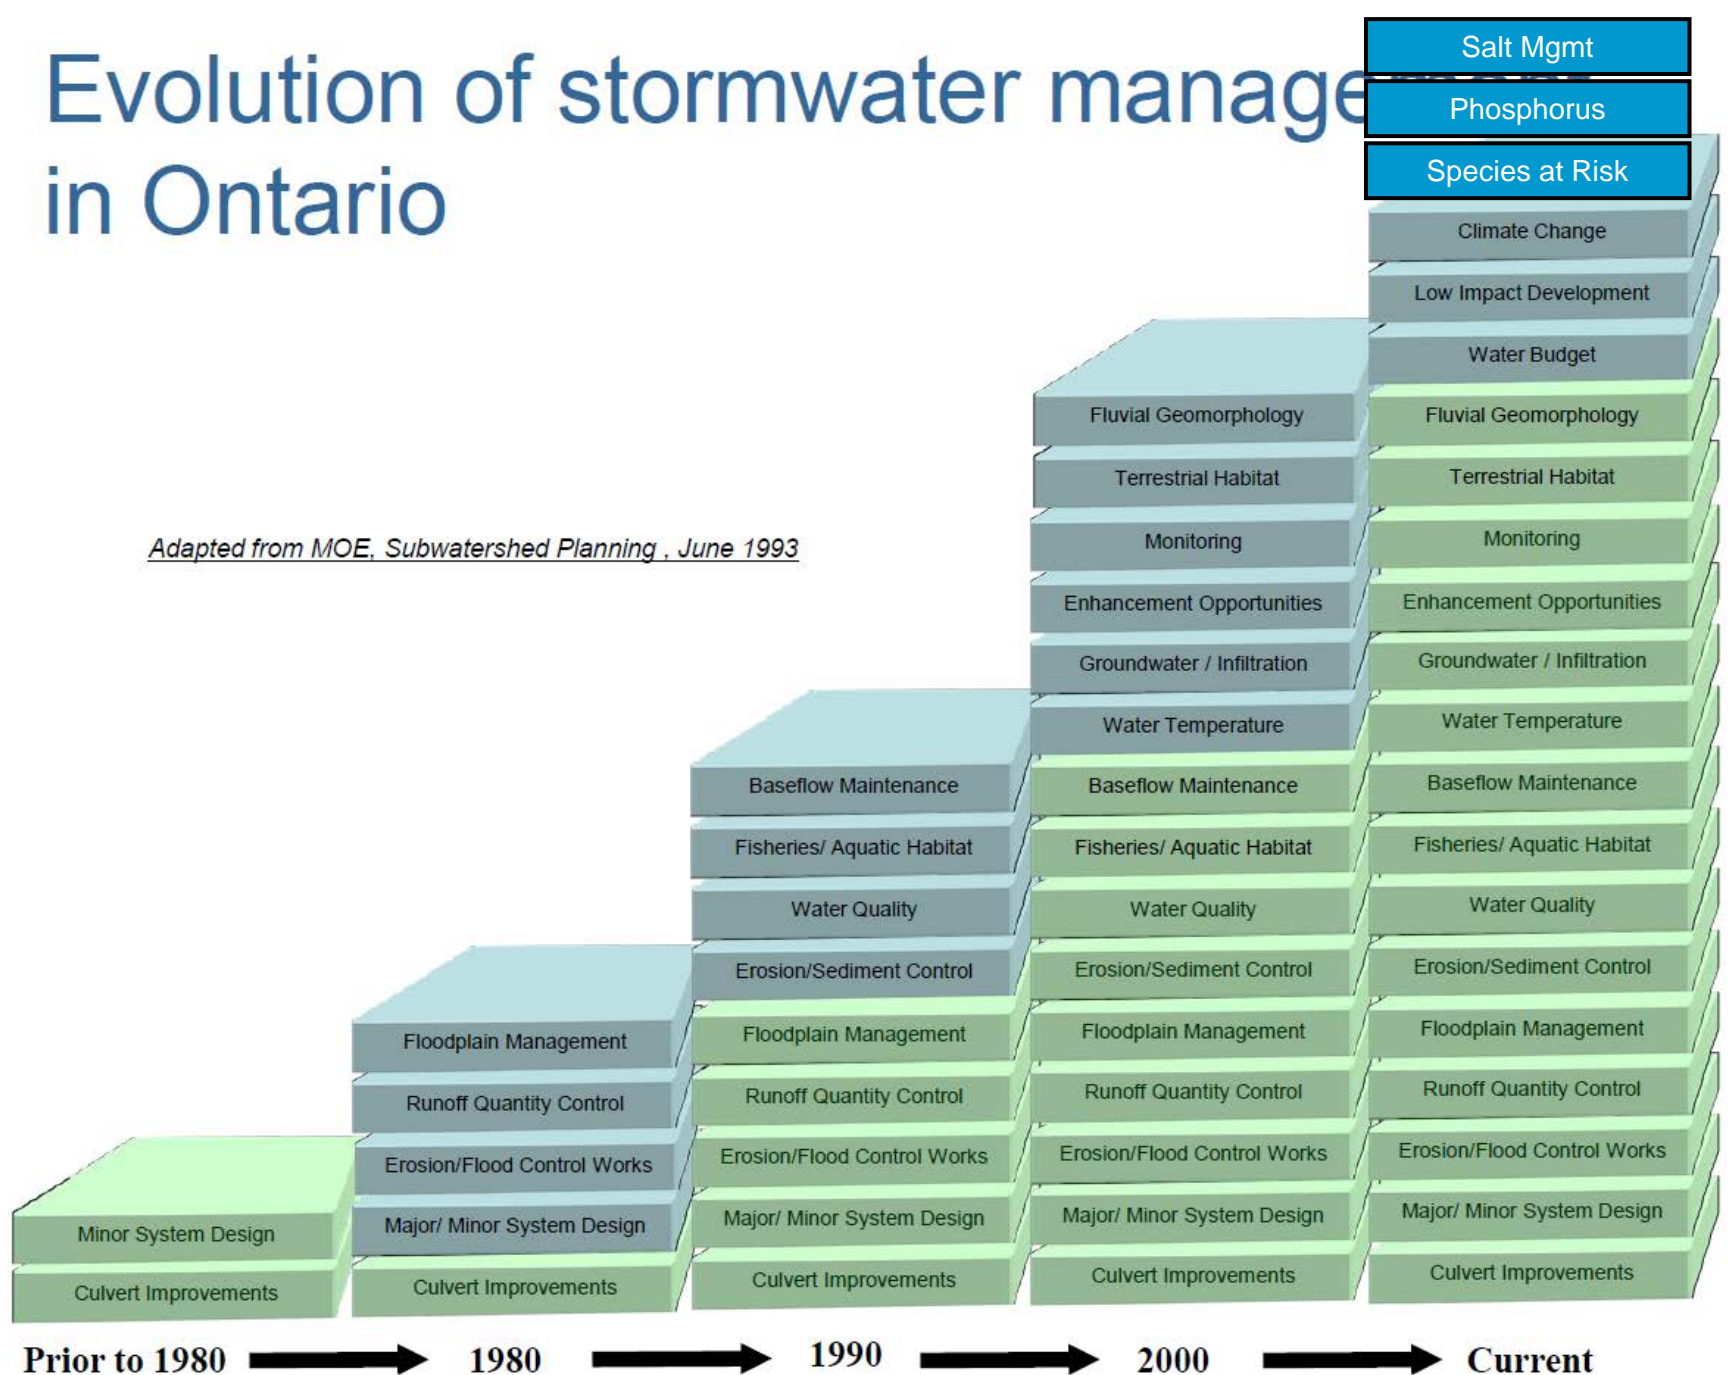 Evolution of stormwater manage
in Ontario
Salt Mgmt
Phosphorus
Species at Risk
Adapted from MOE, Subwatershed Planning , June 1993
Minor System Design
Culvert Improvements
Floodplain Management
Runoff Quantity Control
Erosion/Flood Control Works
Major/ Minor System Design
Culvert Improvements
Baseflow Maintenance
Fisheries/ Aquatic Habitat
Water Quality
Erosion/Sediment Control
Floodplain Management
Runoff Quantity Control
Erosion/Flood Control Works
Major/ Minor System Design
Culvert Improvements
Fluvial Geomorphology
Terrestrial Habitat
Monitoring
Enhancement Opportunities
Groundwater / Infiltration
Water Temperature
Baseflow Maintenance
Fisheries/ Aquatic Habitat
Water Quality
Erosion/Sediment Control
Floodplain Management
Runoff Quantity Control
Erosion/Flood Control Works
Major/ Minor System Design
Culvert Improvements
Climate Change
Low Impact Development
Water Budget
Fluvial Geomorphology
Terrestrial Habitat
Monitoring
Enhancement Opportunities
Groundwater / Infiltration
Water Temperature
Baseflow Maintenance
Fisheries/ Aquatic Habitat
Water Quality
Erosion/Sediment Control
Floodplain Management
Runoff Quantity Control
Erosion/Flood Control Works
Major/ Minor System Design
Culvert Improvements
Prior to 1980
1980
1990
2000
Current